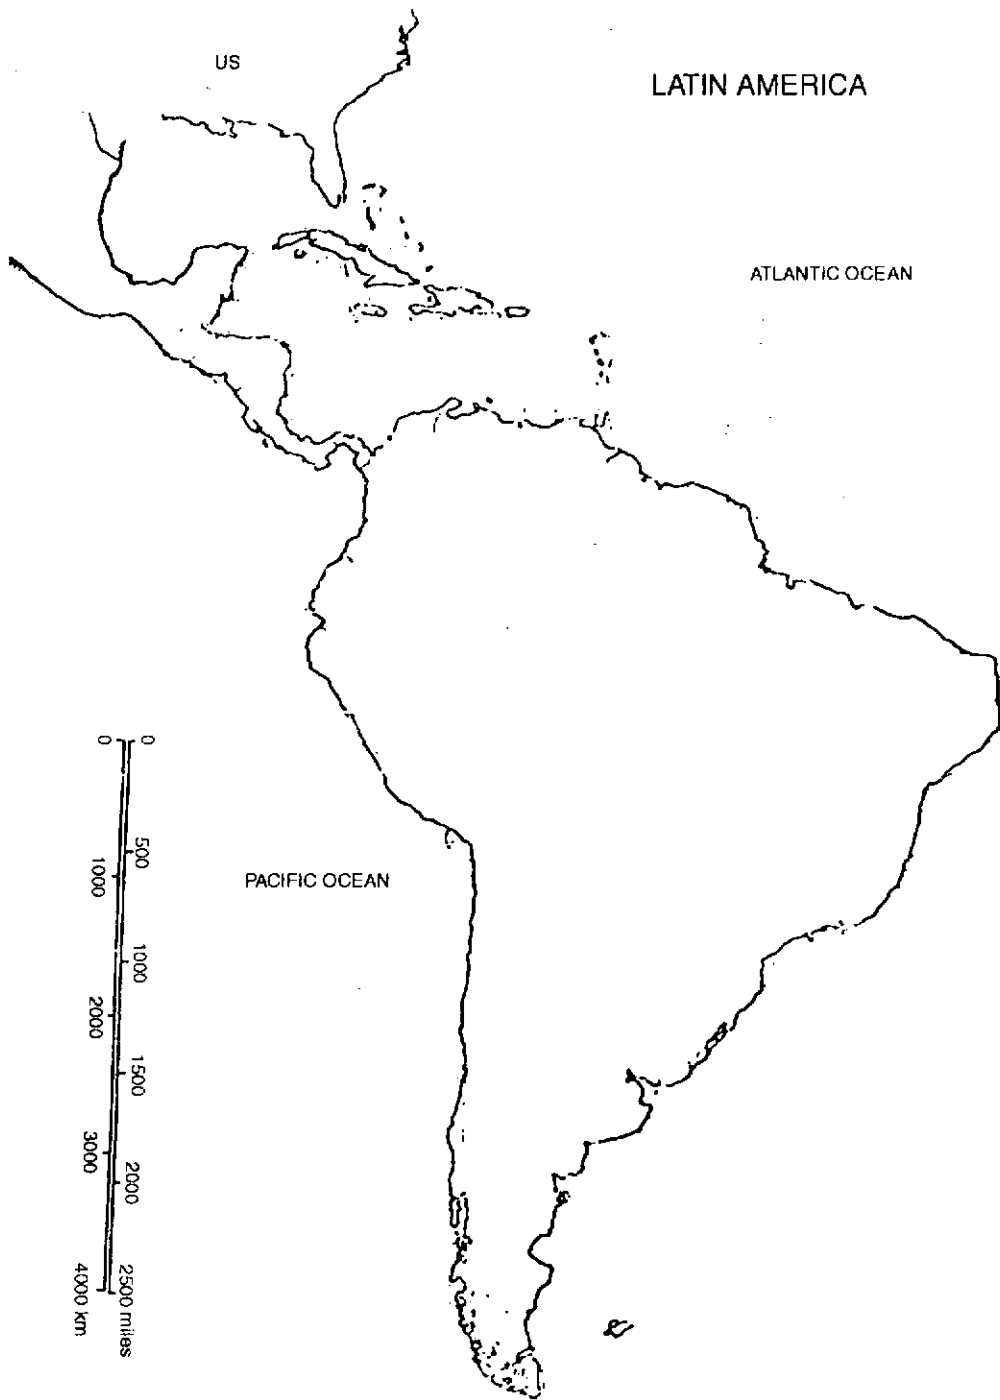 US
LATIN AMERICA
ATLANTIC OCEAN
PACIFIC OCEAN
0 500 1000 1500 2000 2500 miles
0 1000 2000 3000 4000 km